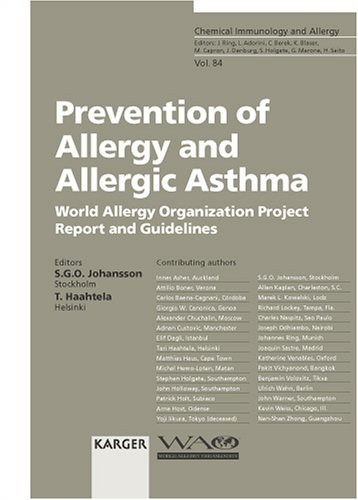 Chemical Immunology and Allergy
Editors: J. Ring, L. Adorini, C. Berek, K. Blaser,
M. Capron, J. Denburg, S. Holgate, G. Marone, H. Saito
Vol. 84
Prevention of
Allergy and
Allergic Asthma
World Allergy Organization Project
Report and Guidelines
Editors
S.G.O. Johansson
Stockholm
T. Haahtela
Helsinki
Contributing authors
Innes Asher, Auckland
Attilio Boner, Verona
Carlos Baena-Cagnani, Córdoba
Giorgio W. Canonica, Genoa
Alexander Chuchalin, Moscow
Adnan Custovic, Manchester
Elif Dagli, Istanbul
Tari Haahtela, Helsinki
Matthias Haus, Cape Town
Michel Hemo-Loten, Maten
Stephen Holgate, Southampton
John Holloway, Southampton
Patrick Holt, Subiaco
Arne Host, Odense
Yoji Iikura, Tokyo (deceased)
S.G.O. Johansson, Stockholm
Allen Kaplan, Charleston, S.C.
Marek L. Kowalski, Lodz
Richard Lockey, Tampa, Fla.
Charles Naspitz, Sao Paulo
Joseph Odhiambo, Nairobi
Johannes Ring, Munich
Joaquin Sastre, Madrid
Katherine Venables, Oxford
Pakit Vichyanond, Bangkok
Benjamin Volovitz, Tikva
Ulrich Wahn, Berlin
John Warner, Southampton
Kevin Weiss, Chicago, Ill.
Nan-Shan Zhong, Guangzhou
KARGER
WAO
WORLD ALLERGY ORGANIZATION